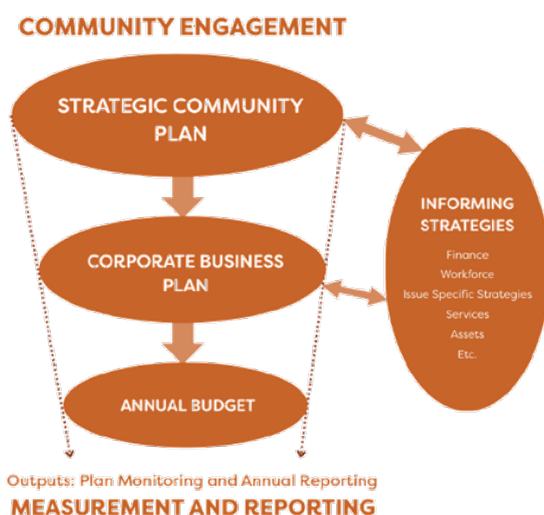 COMMUNITY ENGAGEMENT
STRATEGIC COMMUNITY
PLAN
INFORMING
STRATEGIES
Finance
Workforce
Issue Specific Strategies
Services
Assets
Etc.
CORPORATE BUSINESS
PLAN
ANNUAL BUDGET
Outputs: Plan Monitoring and Annual Reporting
MEASUREMENT AND REPORTING